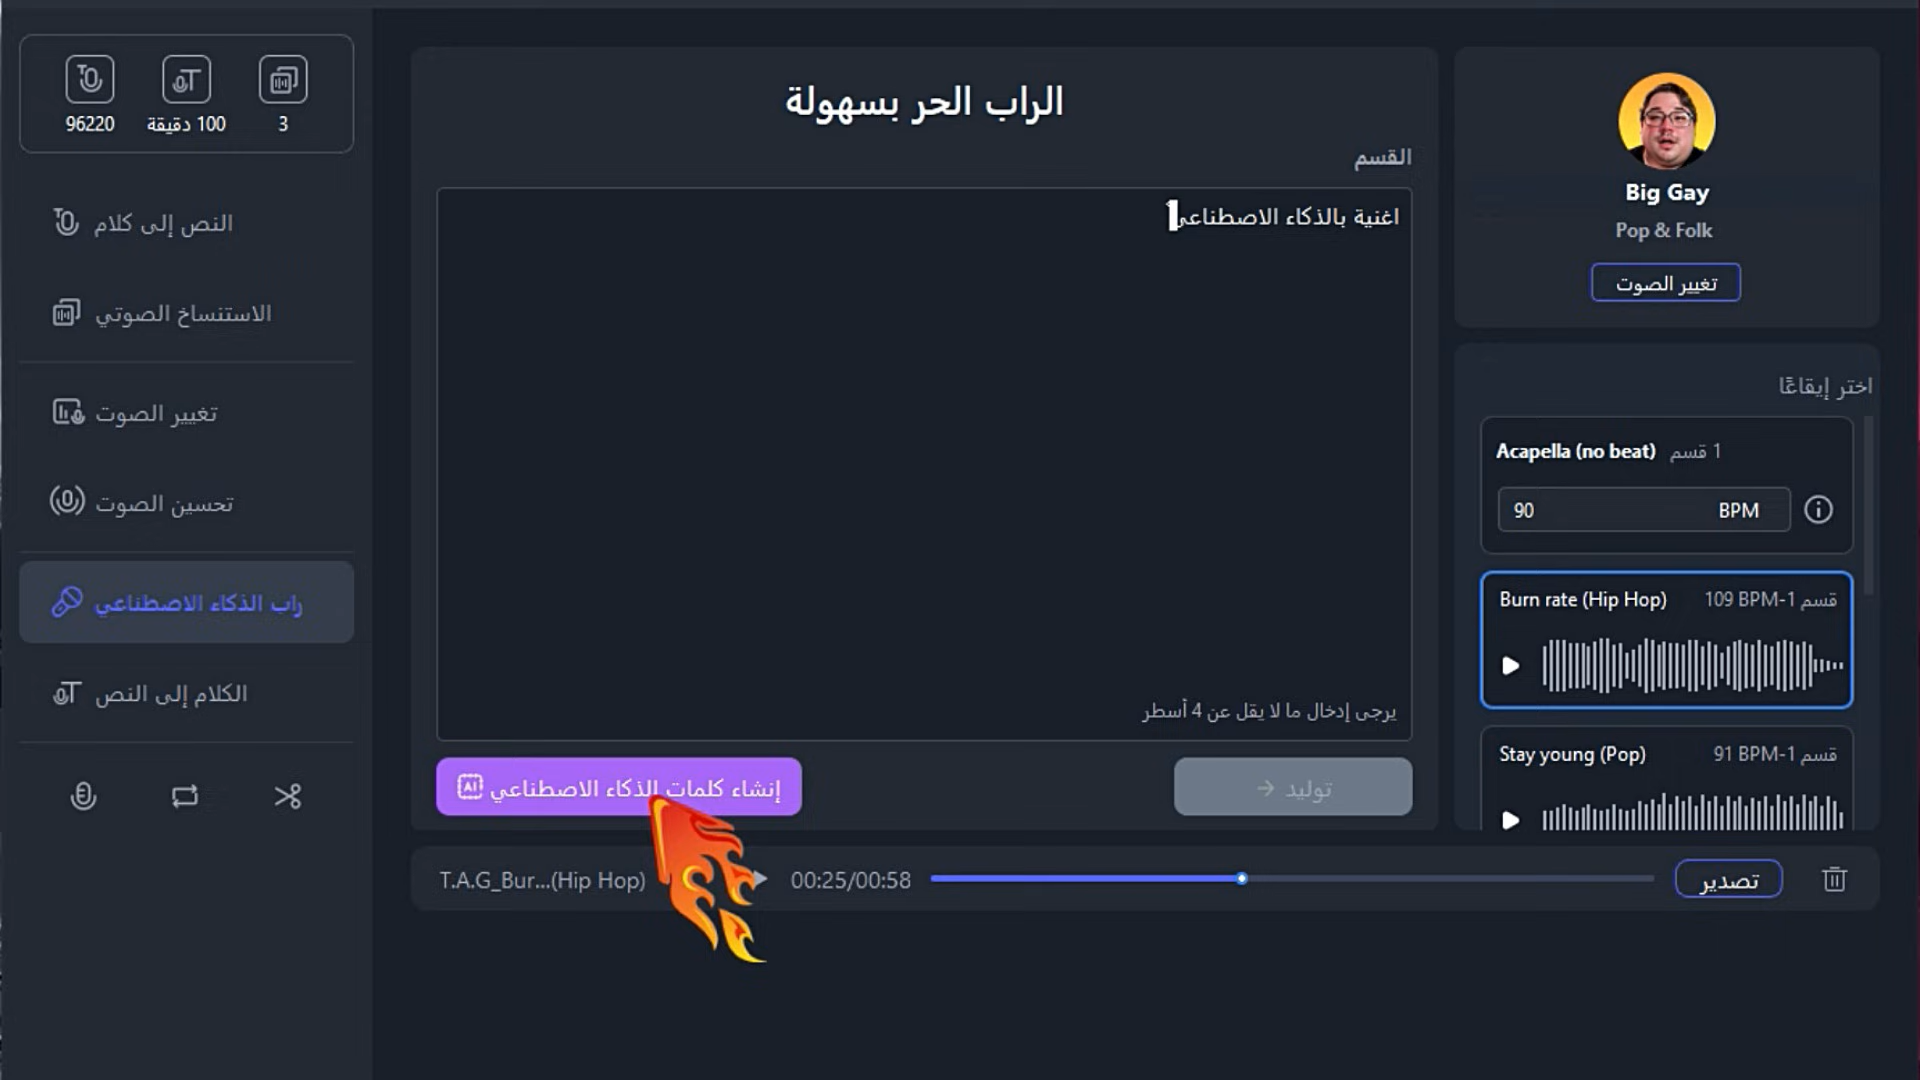 96220
100 دقيقة
3
النص إلى كلام
الاستنساخ الصوتي
تغيير الصوت
تحسين الصوت
راب الذكاء الاصطناعي
الكلام إلى النص
الراب الحر بسهولة
القسم
اغنية بالذكاء الاصطناعي
يرجى إدخال ما لا يقل عن 4 أسطر
إنشاء كلمات الذكاء الاصطناعي AI
توليد
Big Gay
Pop & Folk
تغيير الصوت
اختر إيقاعًا
Acapella (no beat) 1 قسم
90 BPM
Burn rate (Hip Hop) 109 BPM-1 قسم
Stay young (Pop) 91 BPM-1 قسم
T.A.G_Bur...(Hip Hop) 00:25/00:58 تصدير